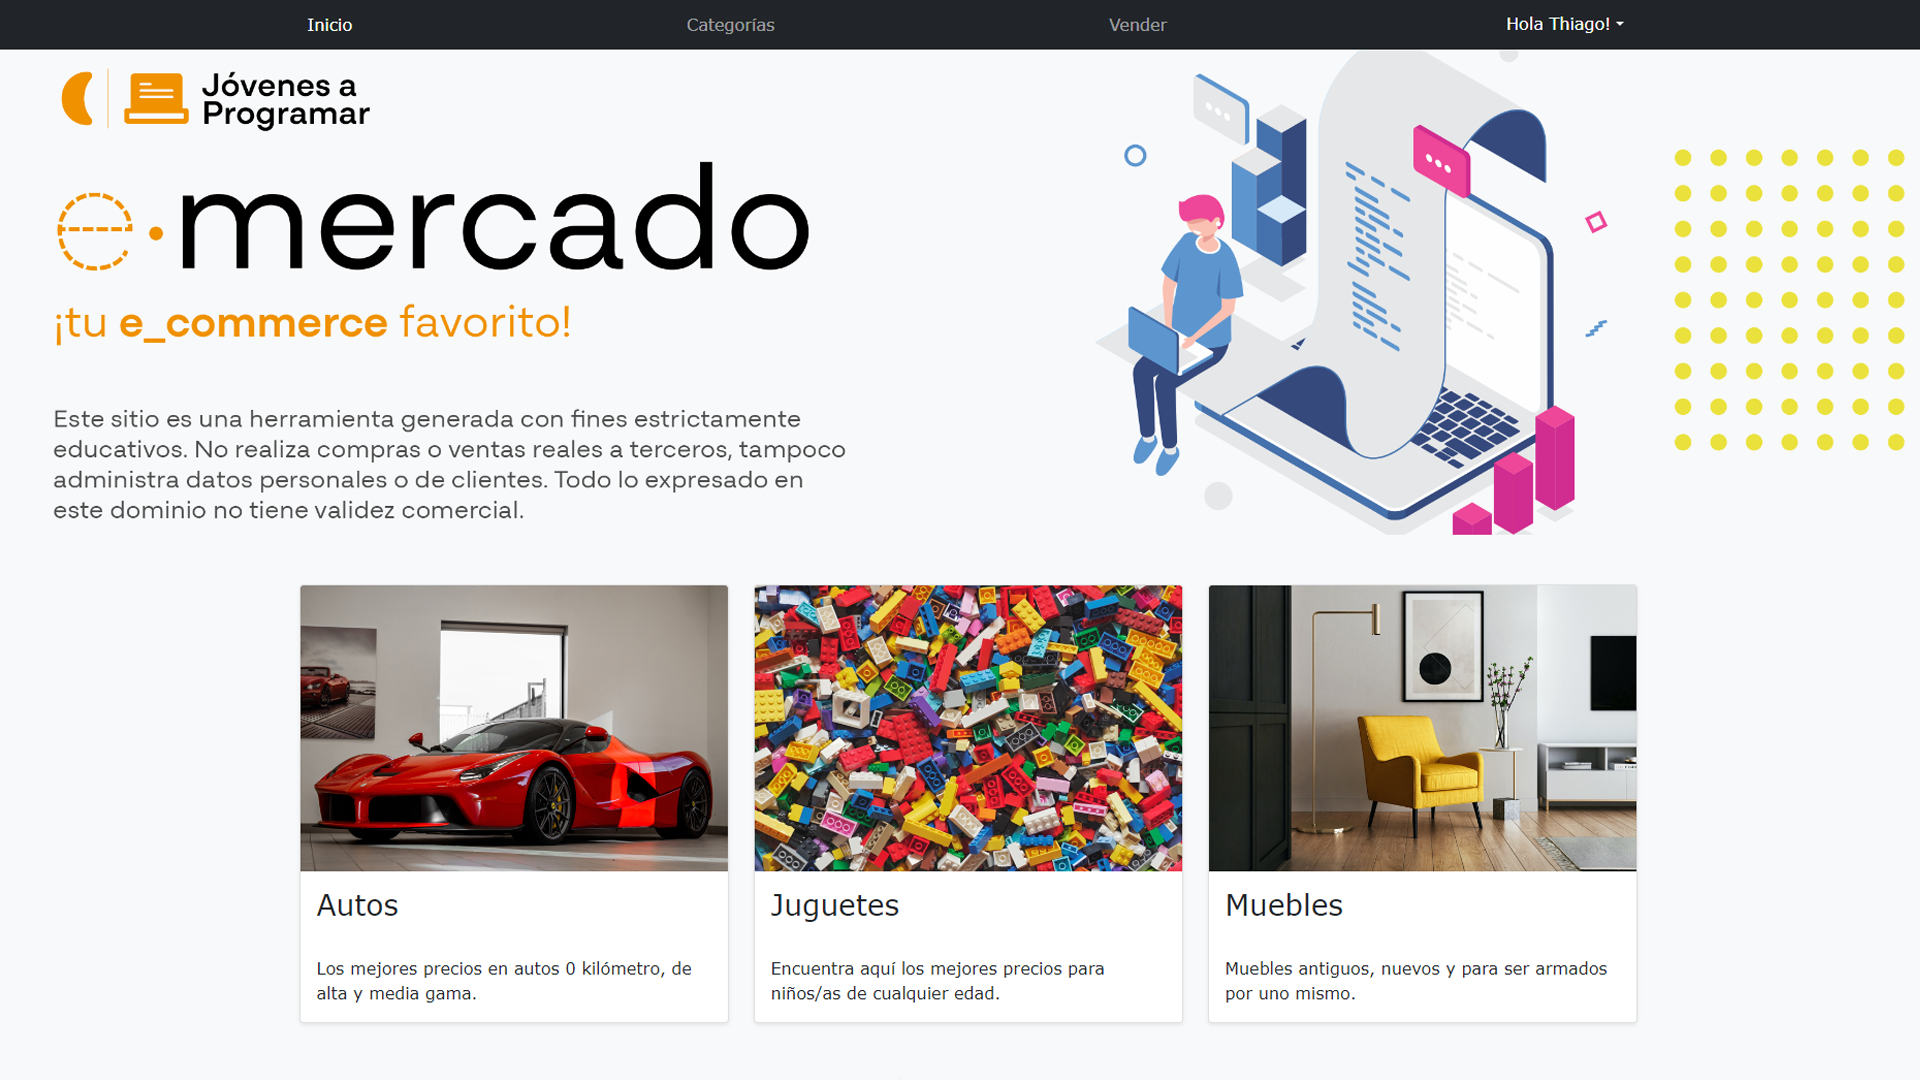 Inicio
Categorías
Vender
Hola Thiago!
Jóvenes a
Programar
e·mercado
¡tu e_commerce favorito!
Este sitio es una herramienta generada con fines estrictamente
educativos. No realiza compras o ventas reales a terceros, tampoco
administra datos personales o de clientes. Todo lo expresado en
este dominio no tiene validez comercial.
Autos
Los mejores precios en autos 0 kilómetro, de
alta y media gama.
Juguetes
Encuentra aquí los mejores precios para
niños/as de cualquier edad.
Muebles
Muebles antiguos, nuevos y para ser armados
por uno mismo.